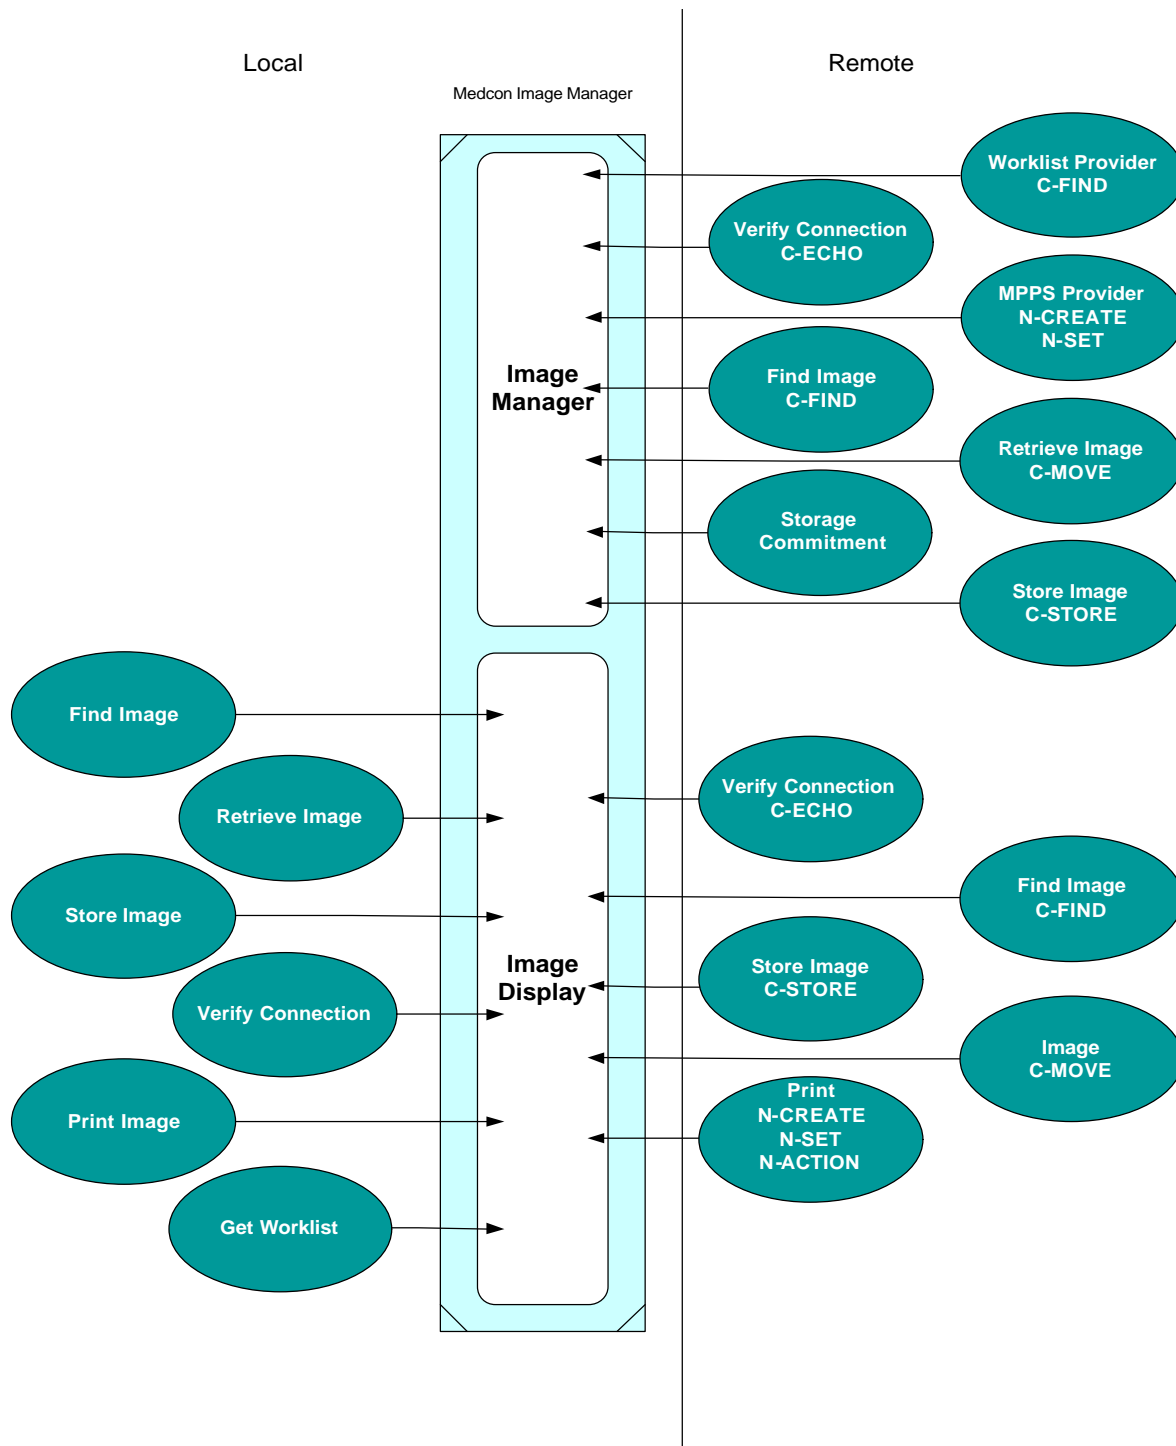 Local
Remote
Medcon Image Manager
Worklist Provider
C-FIND
Verify Connection
C-ECHO
MPPS Provider
N-CREATE
N-SET
Image
Manager
Find Image
C-FIND
Retrieve Image
C-MOVE
Storage
Commitment
Store Image
C-STORE
Find Image
Retrieve Image
Verify Connection
C-ECHO
Store Image
Find Image
C-FIND
Image
Display
Store Image
C-STORE
Verify Connection
Image
C-MOVE
Print Image
Print
N-CREATE
N-SET
N-ACTION
Get Worklist